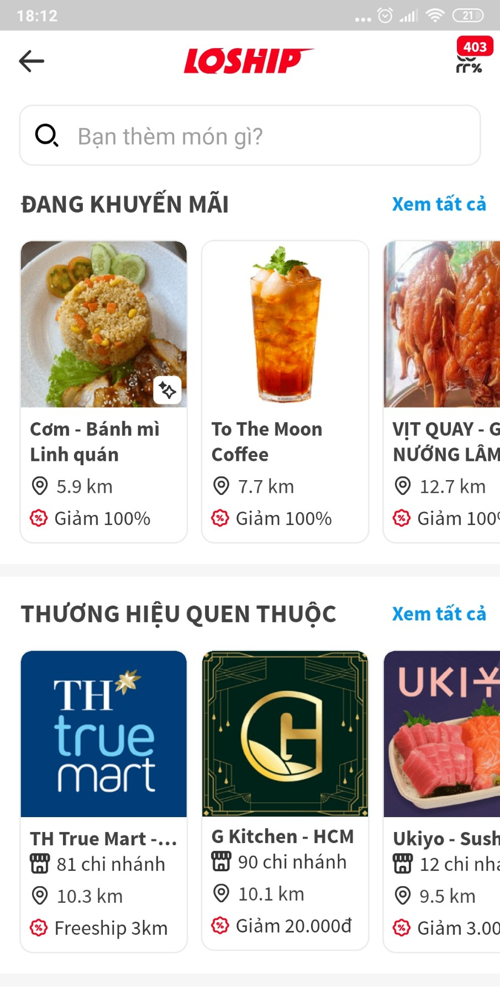 18:12
21
LOSHIP
403
%
Bạn thèm món gì?
ĐANG KHUYẾN MÃI
Xem tất cả
Cơm - Bánh mì
Linh quán
5.9 km
Giảm 100%
To The Moon
Coffee
7.7 km
Giảm 100%
VỊT QUAY - G
NƯỚNG LÂM
12.7 km
Giảm 100%
THƯƠNG HIỆU QUEN THUỘC
Xem tất cả
TH
true
mart
TH True Mart -...
81 chi nhánh
10.3 km
Freeship 3km
G
G Kitchen - HCM
90 chi nhánh
10.1 km
Giảm 20.000đ
UKI
Ukiyo - Sush
12 chi nhá
9.5 km
Giảm 3.00